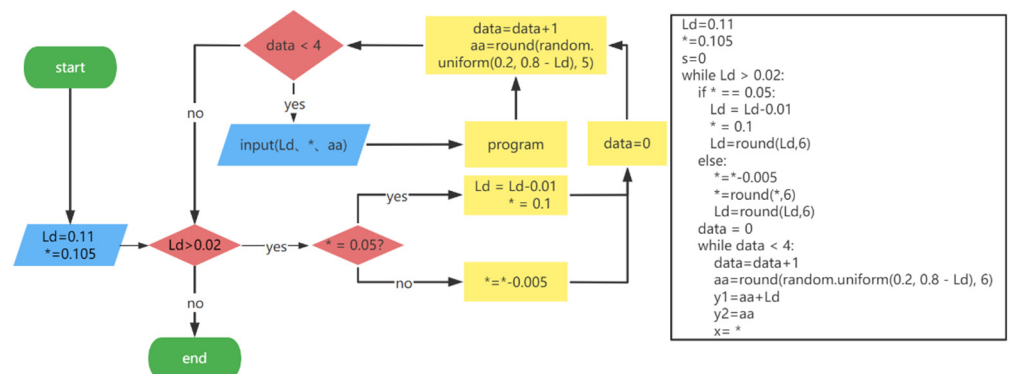 start
Ld=0.11
*=0.105
Ld>0.02
yes
no
end
* = 0.05?
yes
no
Ld = Ld-0.01
* = 0.1
*=*-0.005
data=0
data=data+1
aa=round(random.
uniform(0.2, 0.8 - Ld), 5)
data < 4
yes
no
input(Ld、*、aa)
program
Ld=0.11
*=0.105
s=0
while Ld > 0.02:
if * == 0.05:
Ld = Ld-0.01
* = 0.1
Ld=round(Ld,6)
else:
*=*-0.005
*=round(*,6)
Ld=round(Ld,6)
data = 0
while data < 4:
data=data+1
aa=round(random.uniform(0.2, 0.8 - Ld), 6)
y1=aa+Ld
y2=aa
x= *